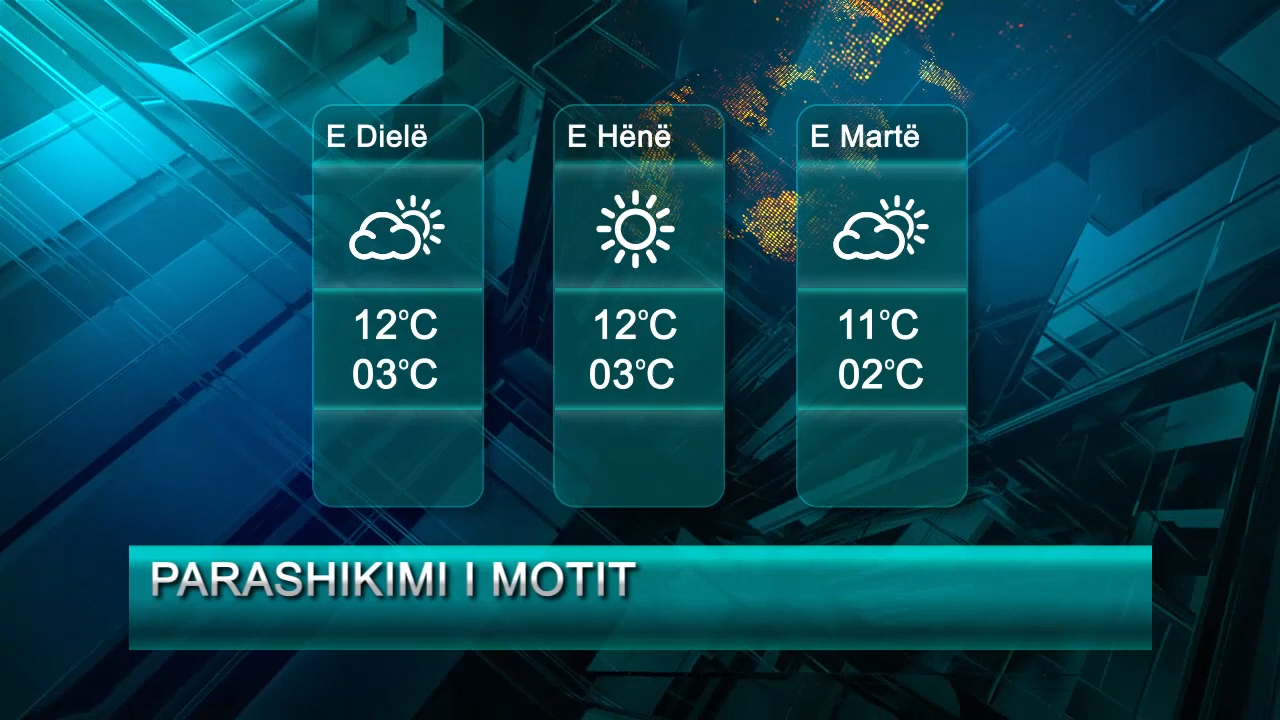 E Dielë
12°C
03°C
E Hënë
12°C
03°C
E Martë
11°C
02°C
PARASHIKIMI I MOTIT